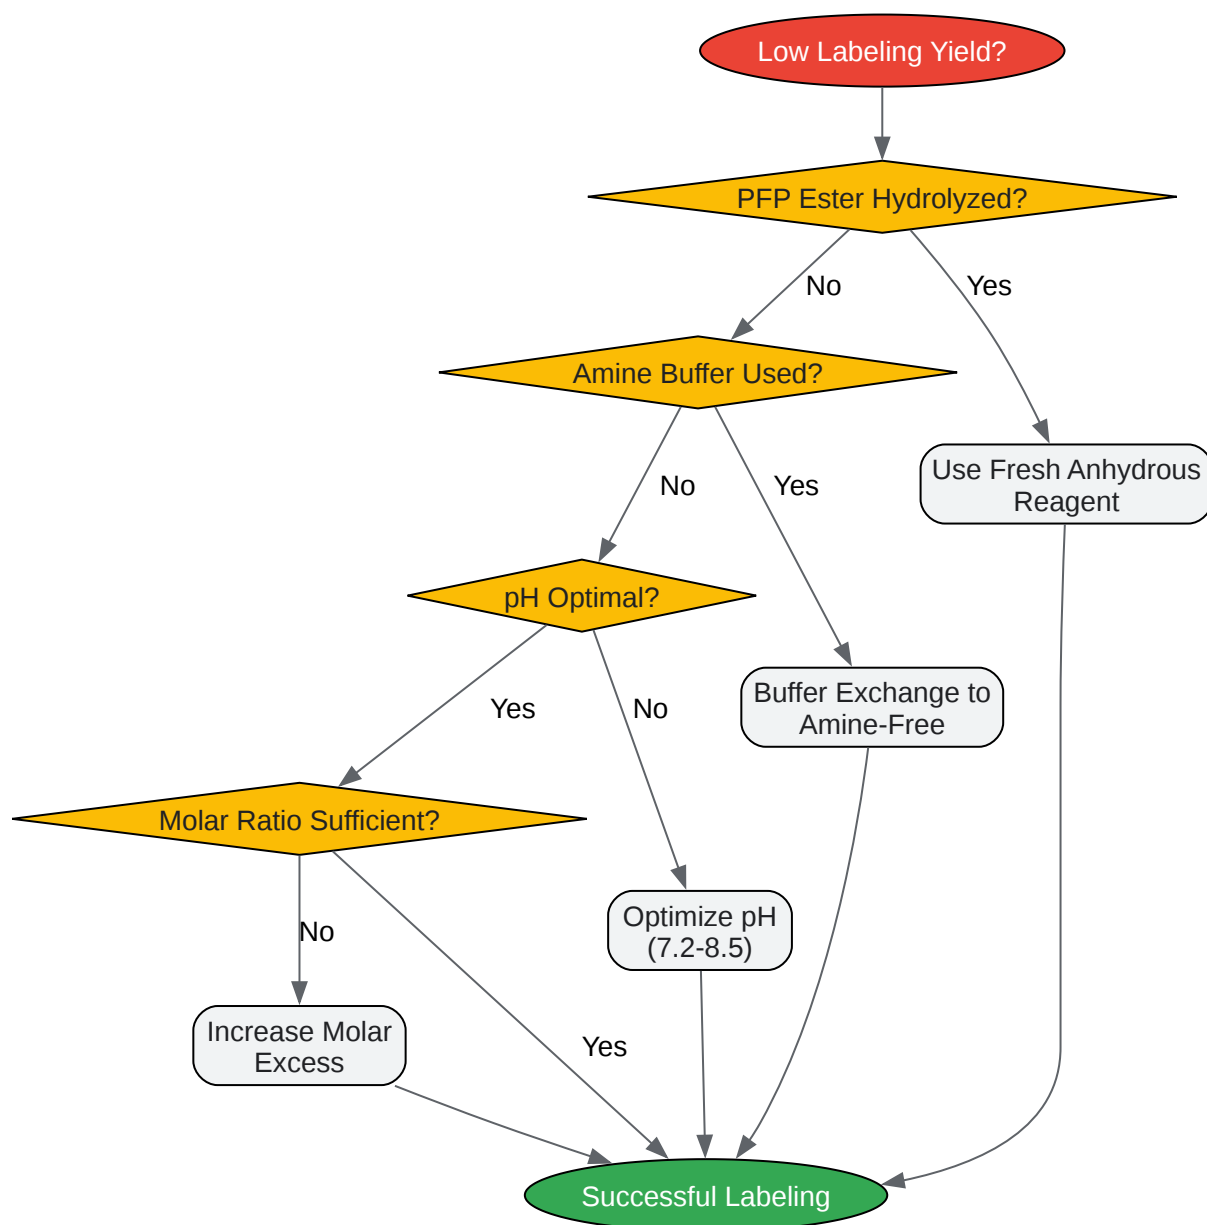 Low Labeling Yield?
PFP Ester Hydrolyzed?
No
Yes
Amine Buffer Used?
No
Yes
Use Fresh Anhydrous
Reagent
pH Optimal?
Yes
No
Buffer Exchange to
Amine-Free
Molar Ratio Sufficient?
No
Optimize pH
(7.2-8.5)
Increase Molar
Excess
Yes
Successful Labeling